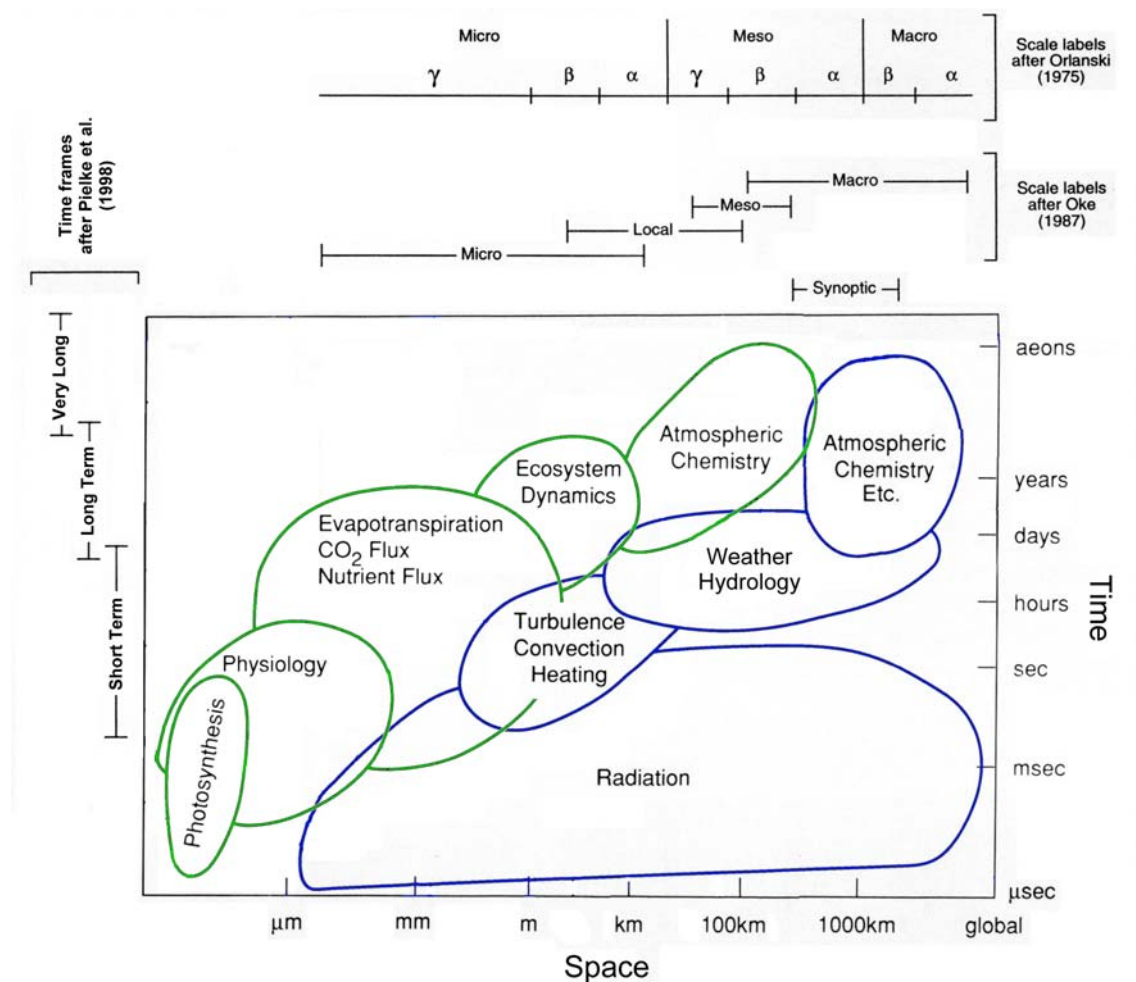 Micro
Meso
Macro
γ
β
α
γ
β
α
β
α
Scale labels
after Orlanski
(1975)
Time frames
after Pielke et al.
(1998)
Macro
Meso
Local
Micro
Scale labels
after Oke
(1987)
Synoptic
Very Long
Long Term
Short Term
aeons
years
days
hours
sec
msec
μsec
Time
Atmospheric
Chemistry
Atmospheric
Chemistry
Etc.
Ecosystem
Dynamics
Evapotranspiration
CO2 Flux
Nutrient Flux
Weather
Hydrology
Turbulence
Convection
Heating
Physiology
Photosynthesis
Radiation
μm
mm
m
km
100km
1000km
global
Space